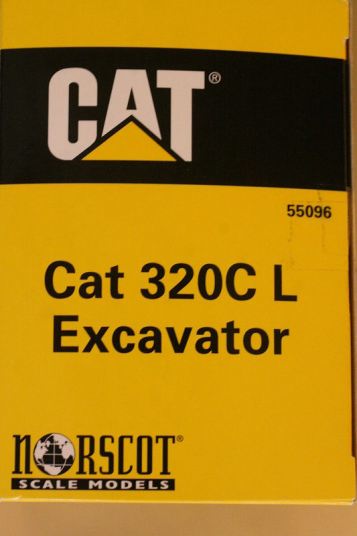 CAT®
55096
Cat 320C L
Excavator
NORSCOT®
SCALE MODELS